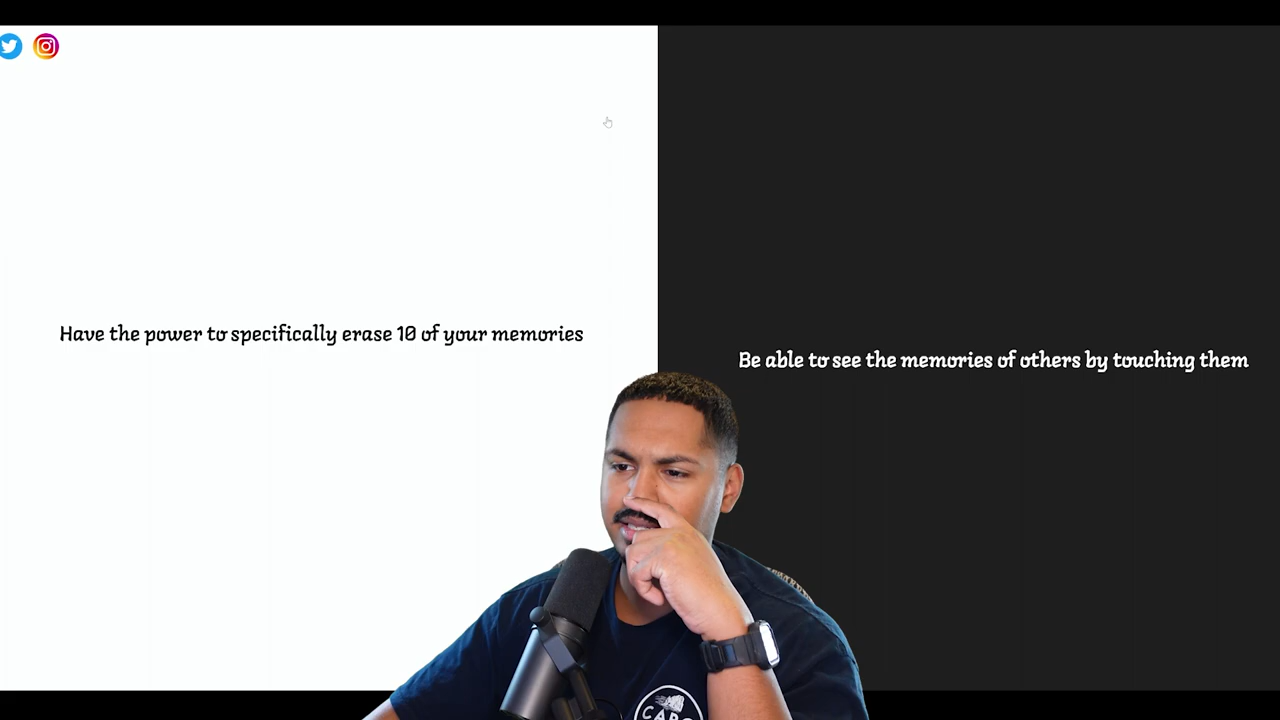 Have the power to specifically erase 10 of your memories
Be able to see the memories of others by touching them